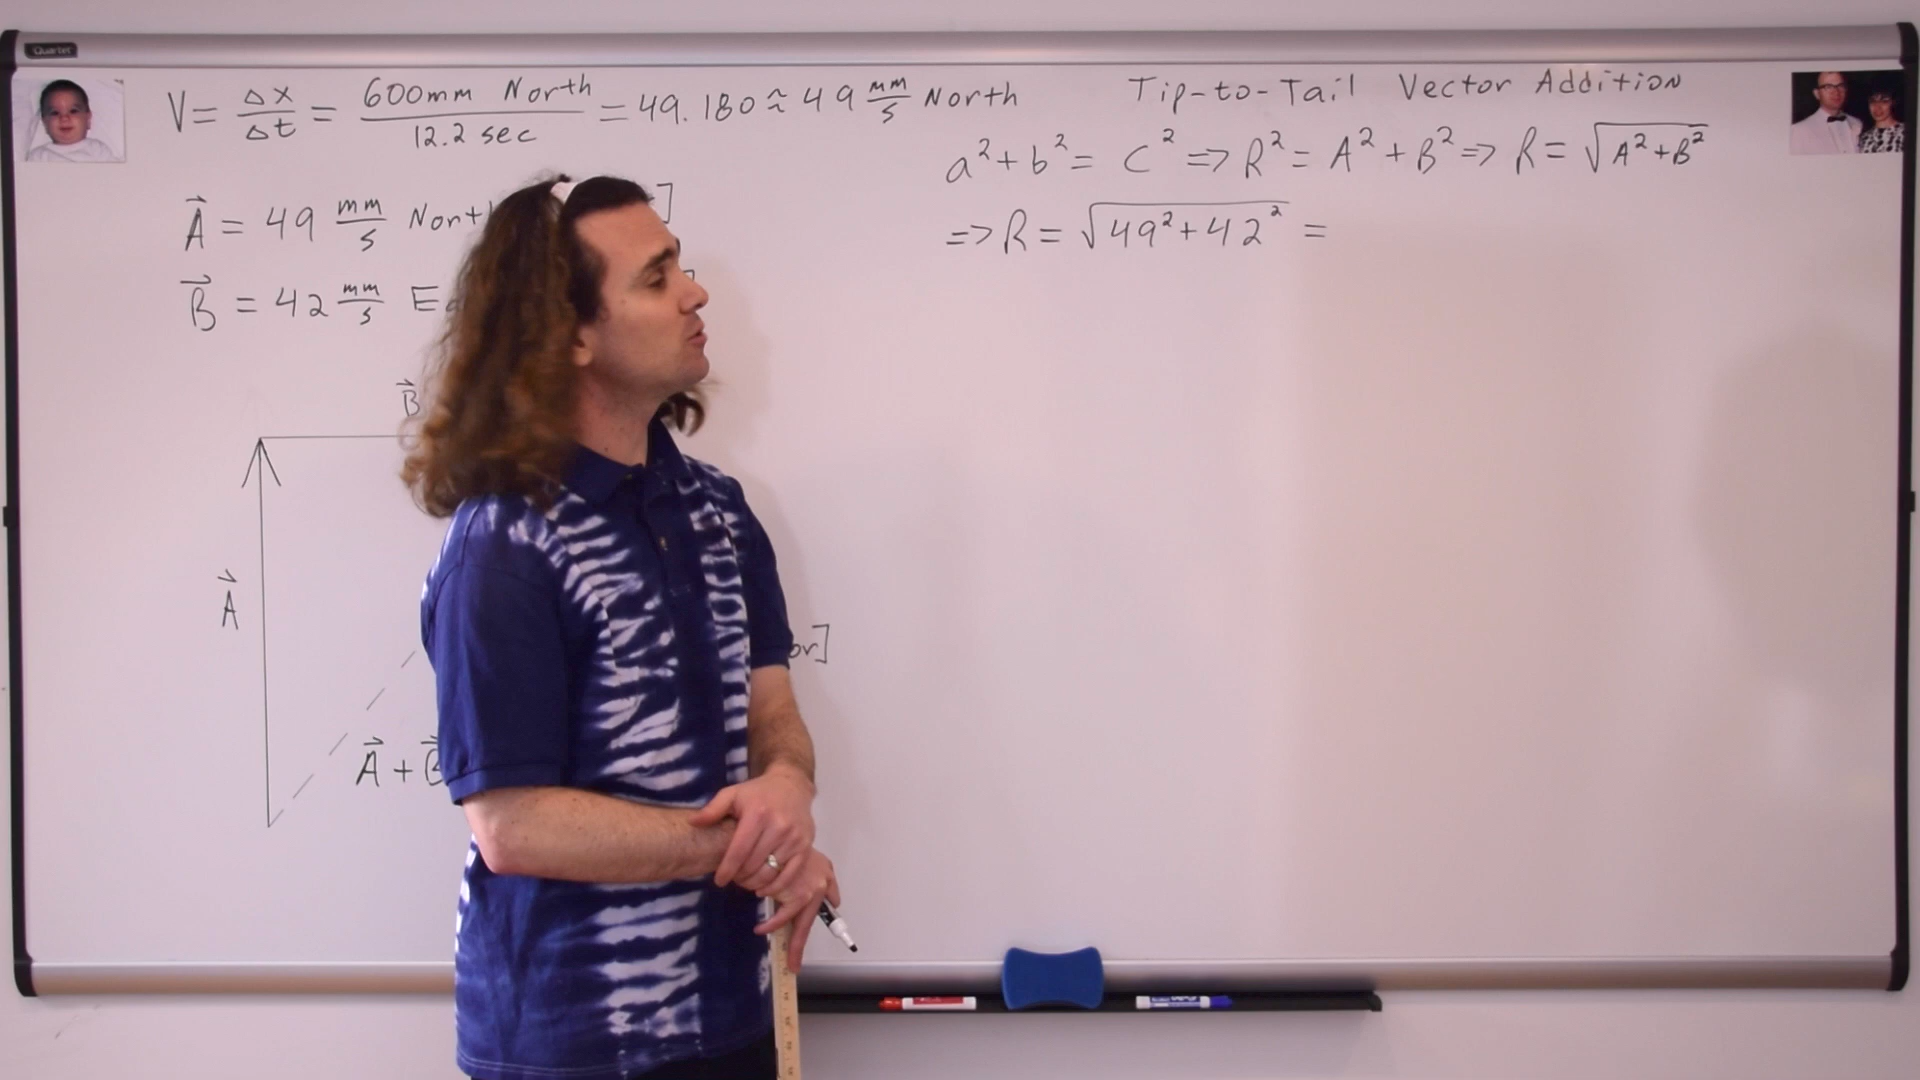 Quartet
V = Δx/Δt = 600mm North / 12.2 sec = 49.180 ≈ 49 mm/s North
A⃗ = 49 mm/s North
B⃗ = 42 mm/s
B⃗
A⃗
A⃗ + B⃗
Tip-to-Tail Vector Addition
a² + b² = c² => R² = A² + B² => R = √(A² + B²)
=> R = √(49² + 42²) =